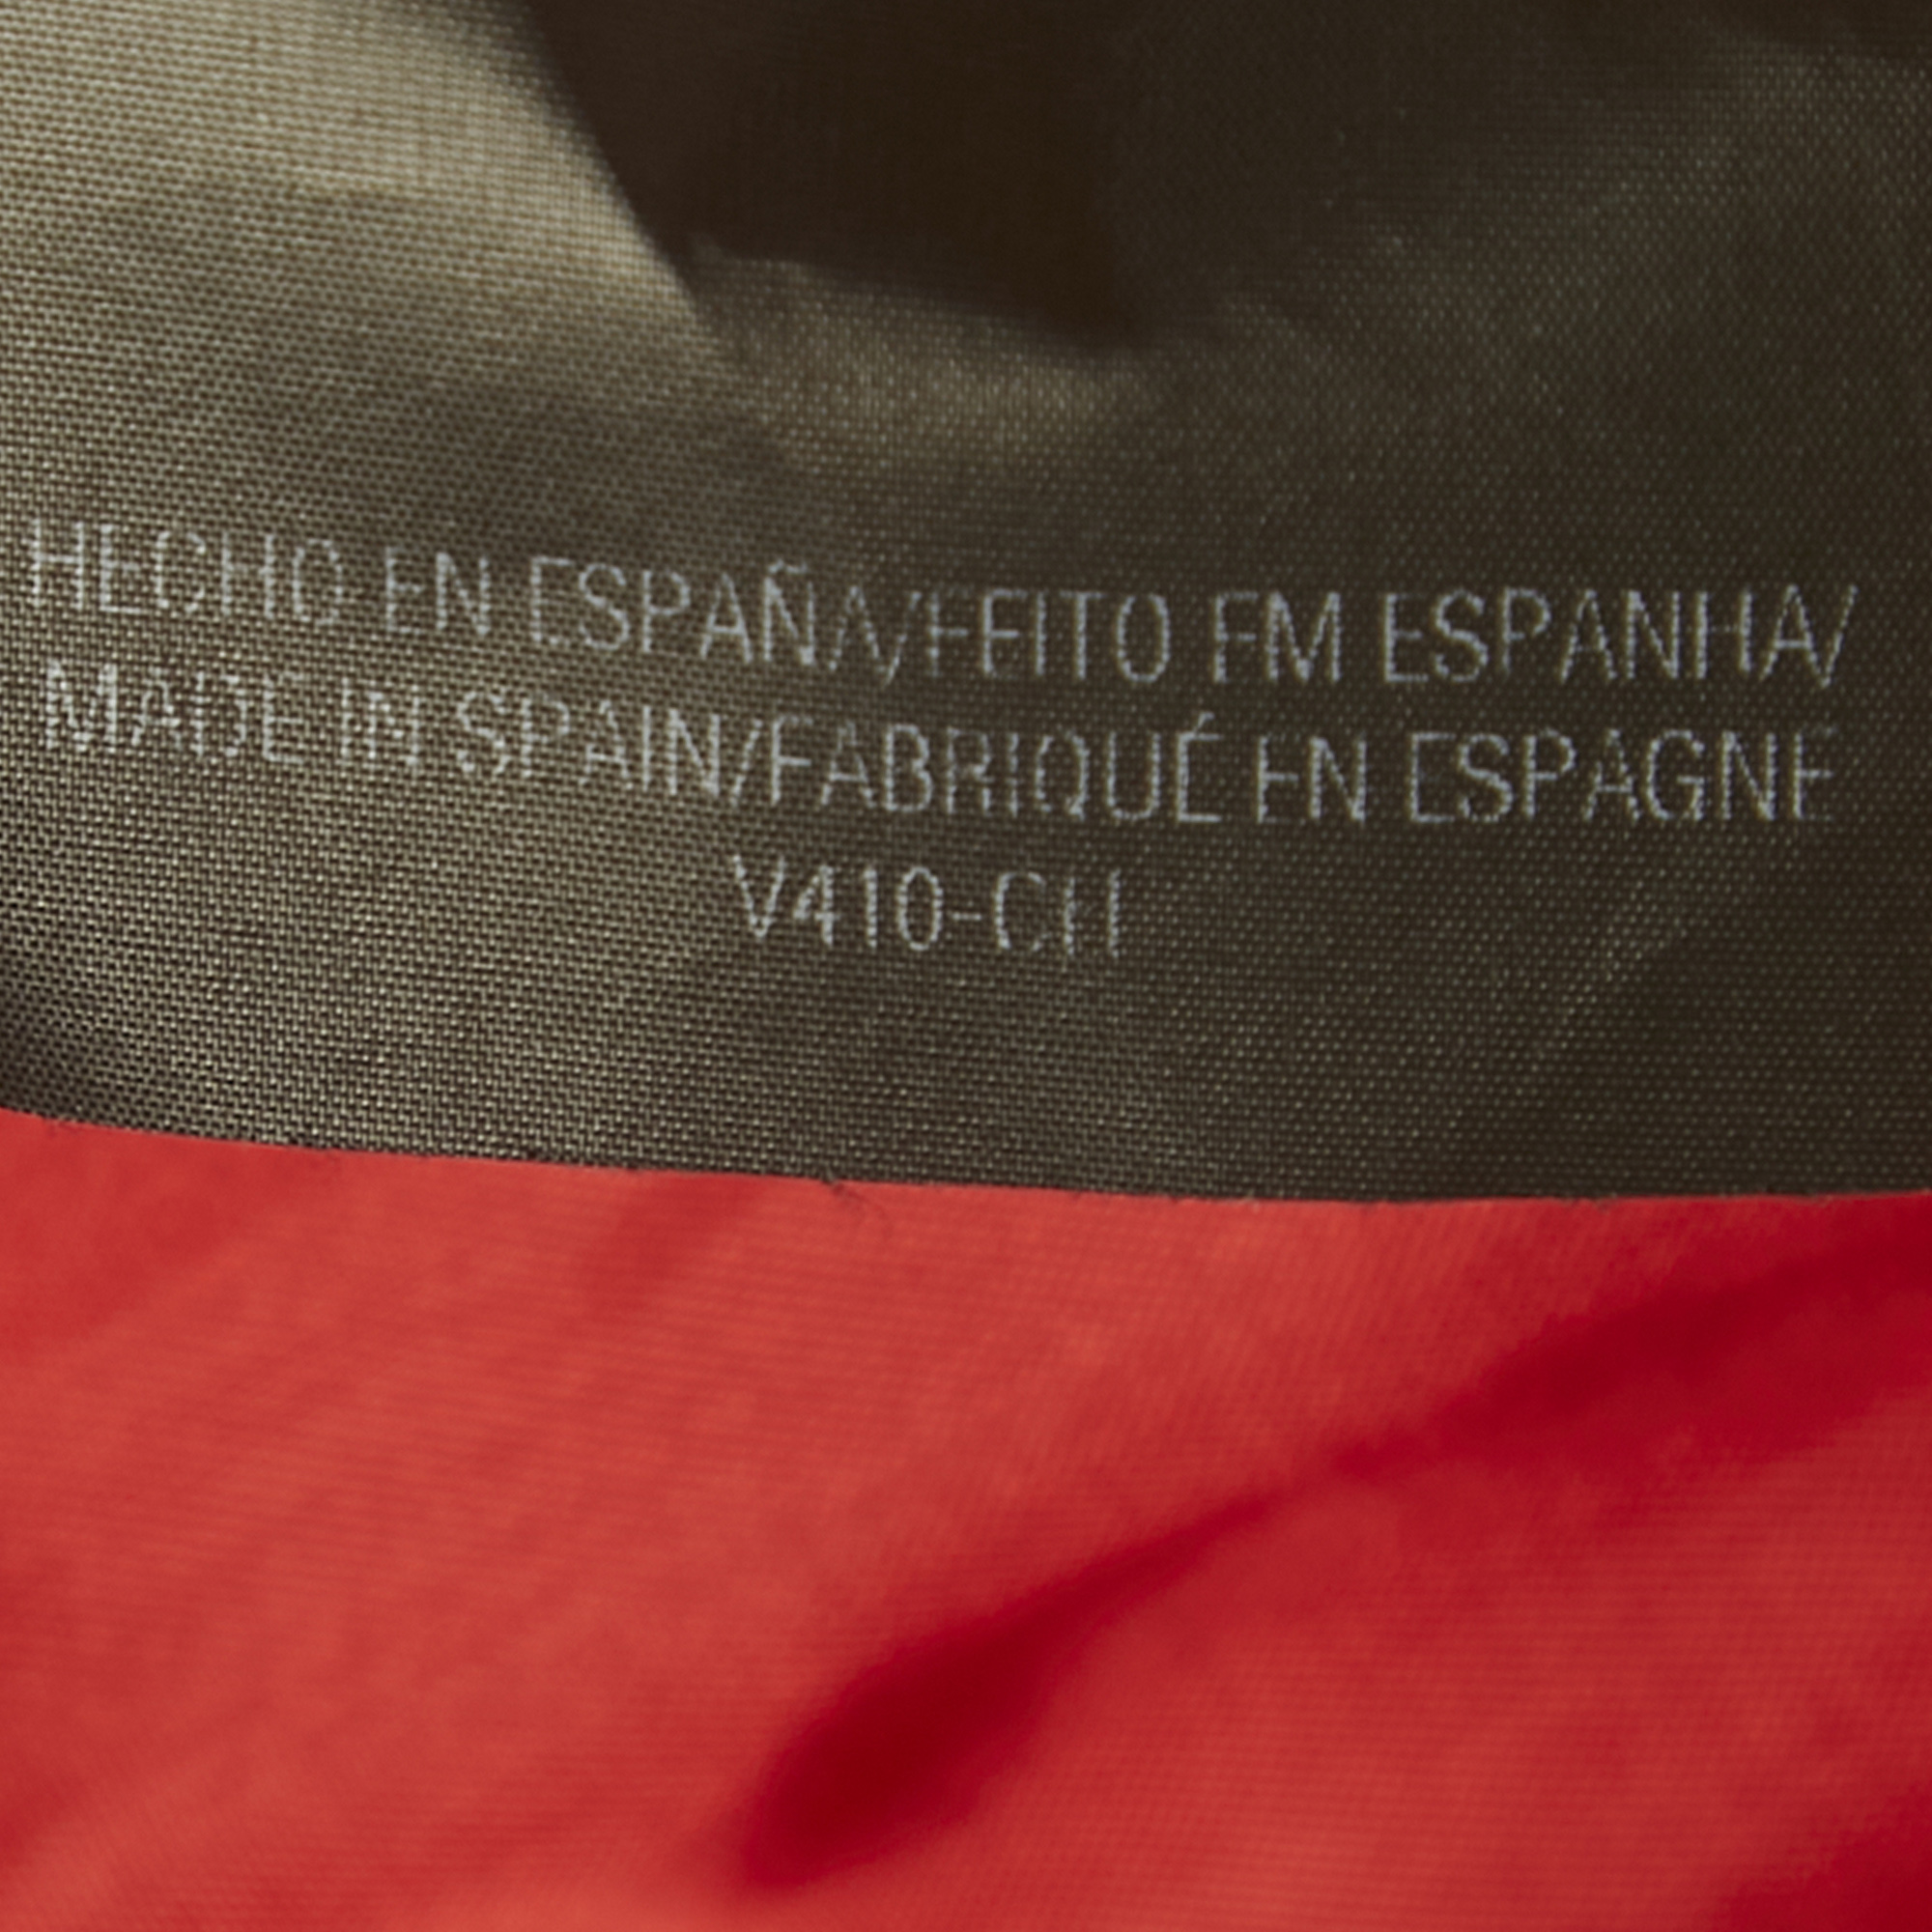 HECHO EN ESPAÑA/FEITO EM ESPANHA/
MADE IN SPAIN/FABRIQUÉ EN ESPAGNE
V410-CH